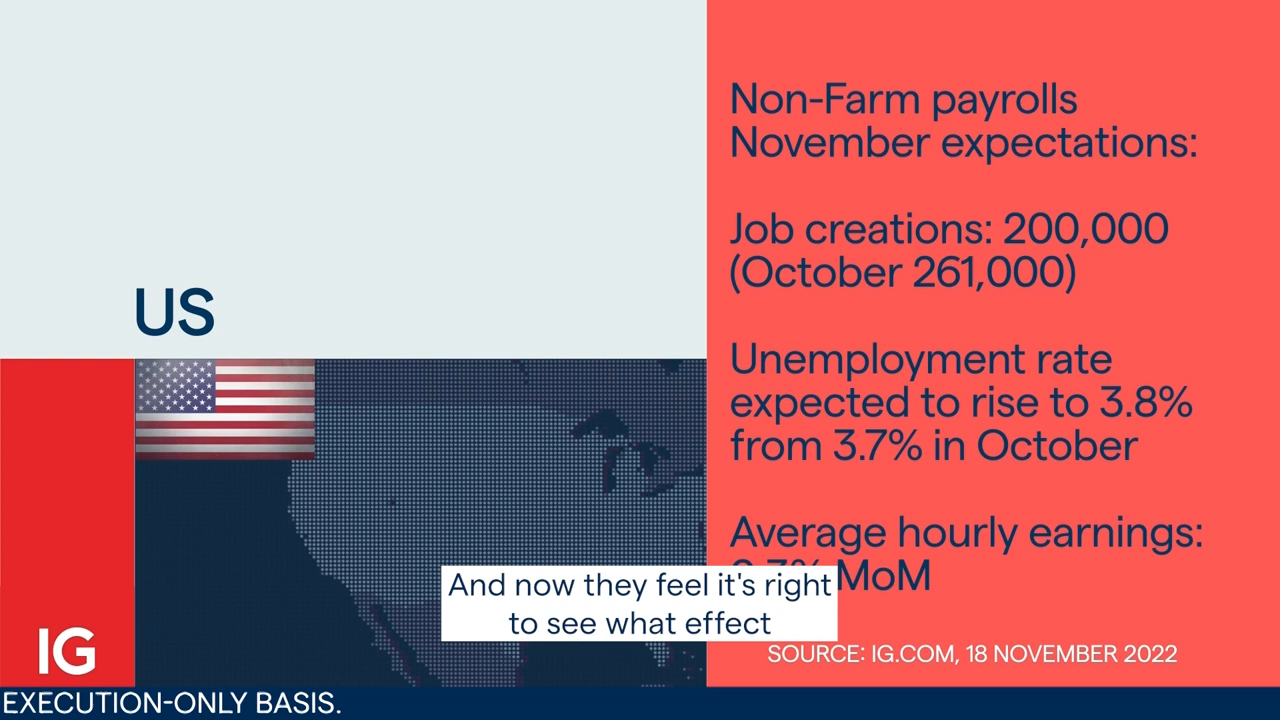 US
Non-Farm payrolls
November expectations:
Job creations: 200,000
(October 261,000)
Unemployment rate
expected to rise to 3.8%
from 3.7% in October
Average hourly earnings:
MoM
And now they feel it's right
to see what effect
SOURCE: IG.COM, 18 NOVEMBER 2022
IG
EXECUTION-ONLY BASIS.